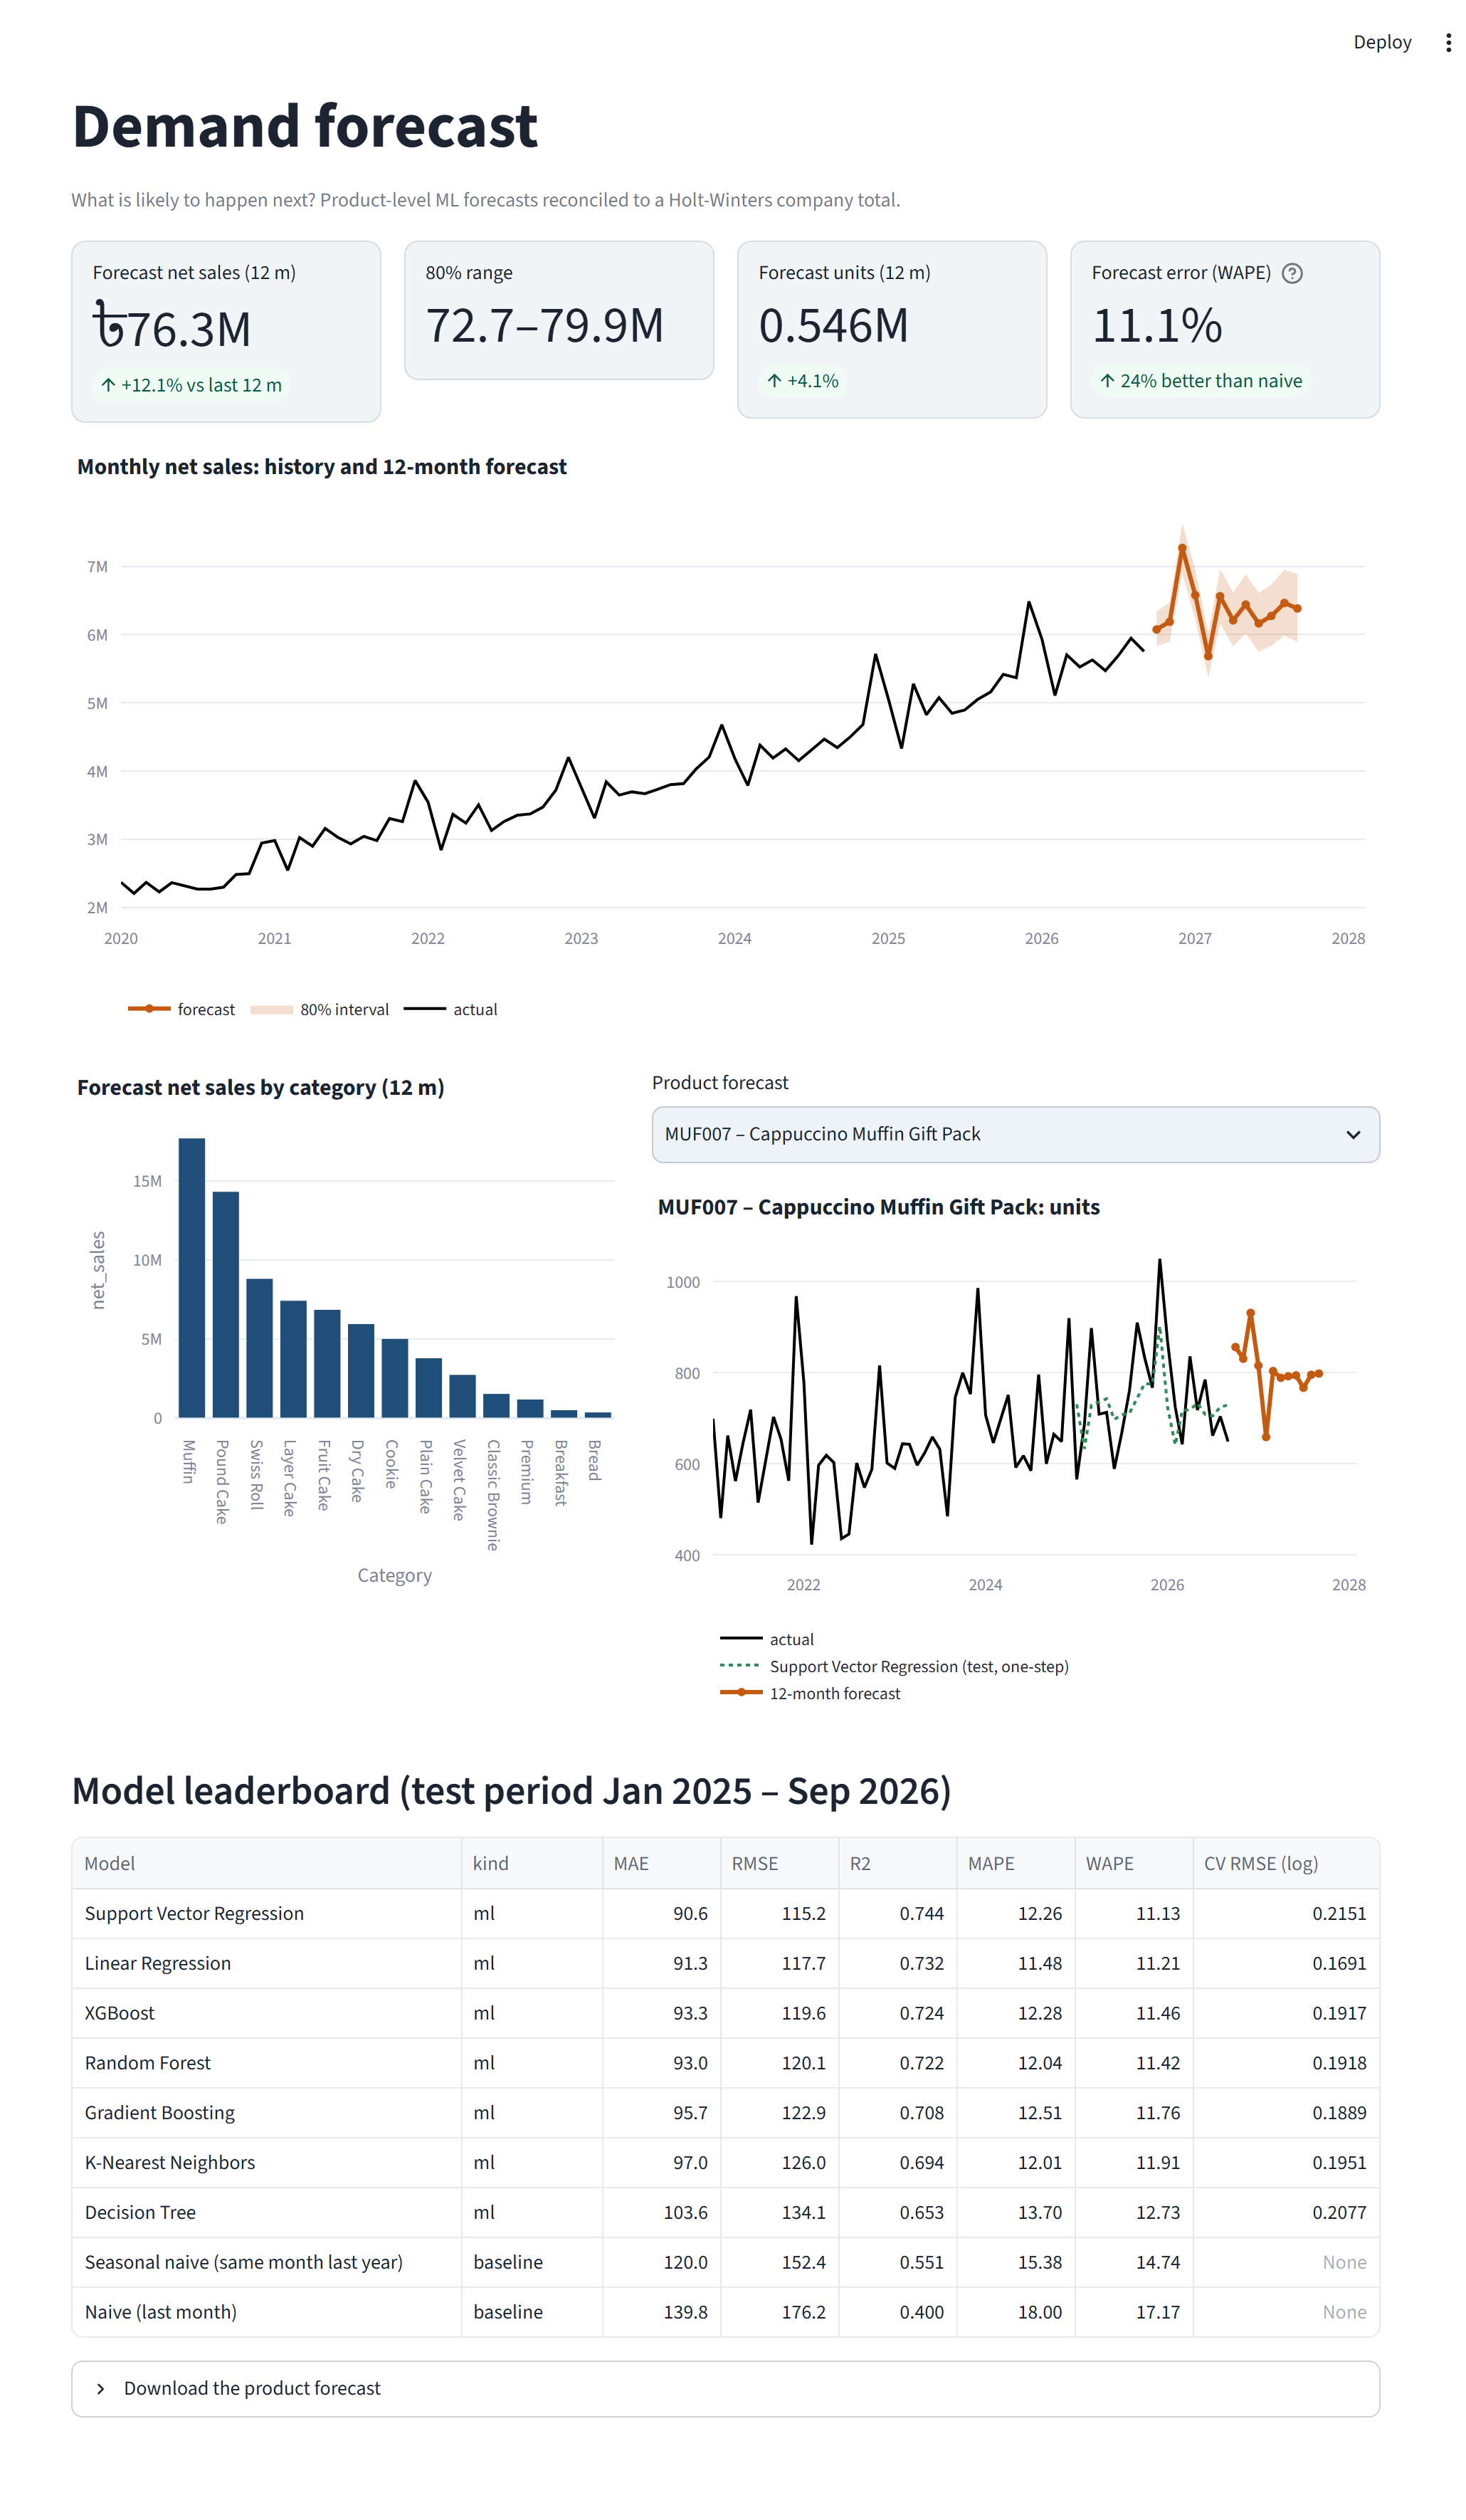 Deploy
Demand forecast
What is likely to happen next? Product-level ML forecasts reconciled to a Holt-Winters company total.
Forecast net sales (12 m)
৳76.3M
↑ +12.1% vs last 12 m
80% range
72.7–79.9M
Forecast units (12 m)
0.546M
↑ +4.1%
Forecast error (WAPE) ?
11.1%
↑ 24% better than naive
Monthly net sales: history and 12-month forecast
7M
6M
5M
4M
3M
2M
2020 2021 2022 2023 2024 2025 2026 2027 2028
forecast 80% interval actual
Forecast net sales by category (12 m)
net_sales
15M
10M
5M
0
Muffin
Pound Cake
Swiss Roll
Layer Cake
Fruit Cake
Dry Cake
Cookie
Plain Cake
Velvet Cake
Classic Brownie
Premium
Breakfast
Bread
Category
Product forecast
MUF007 – Cappuccino Muffin Gift Pack
MUF007 – Cappuccino Muffin Gift Pack: units
1000
800
600
400
2022 2024 2026 2028
actual
Support Vector Regression (test, one-step)
12-month forecast
Model leaderboard (test period Jan 2025 – Sep 2026)
Model kind MAE RMSE R2 MAPE WAPE CV RMSE (log)
Support Vector Regression ml 90.6 115.2 0.744 12.26 11.13 0.2151
Linear Regression ml 91.3 117.7 0.732 11.48 11.21 0.1691
XGBoost ml 93.3 119.6 0.724 12.28 11.46 0.1917
Random Forest ml 93.0 120.1 0.722 12.04 11.42 0.1918
Gradient Boosting ml 95.7 122.9 0.708 12.51 11.76 0.1889
K-Nearest Neighbors ml 97.0 126.0 0.694 12.01 11.91 0.1951
Decision Tree ml 103.6 134.1 0.653 13.70 12.73 0.2077
Seasonal naive (same month last year) baseline 120.0 152.4 0.551 15.38 14.74 None
Naive (last month) baseline 139.8 176.2 0.400 18.00 17.17 None
Download the product forecast